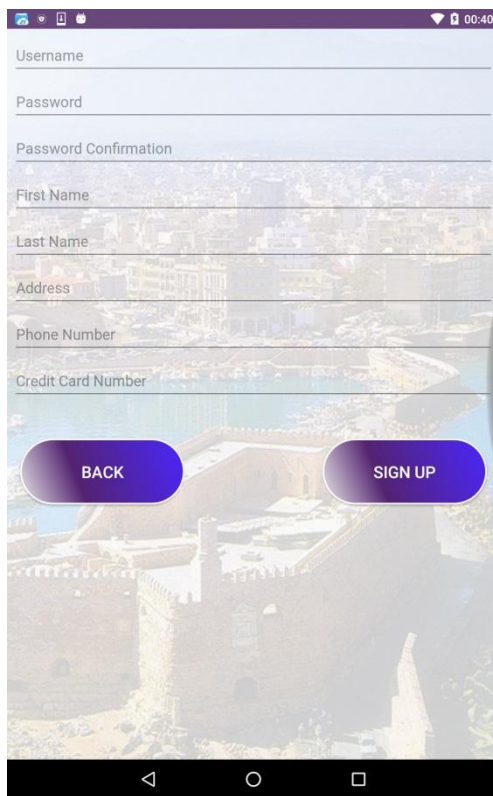 00:40
Username
Password
Password Confirmation
First Name
Last Name
Address
Phone Number
Credit Card Number
BACK
SIGN UP